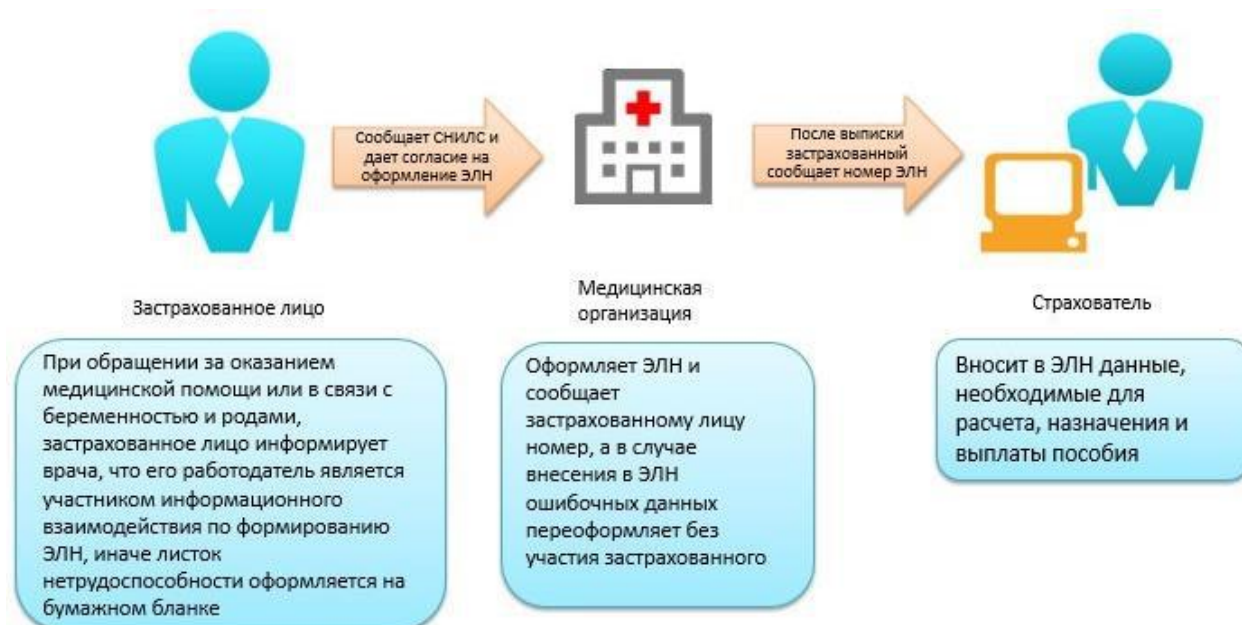 Сообщает СНИЛС и
дает согласие на
оформление ЭЛН
После выписки
застрахованный
сообщает номер ЭЛН
Застрахованное лицо
Медицинская
организация
Страхователь
При обращении за оказанием
медицинской помощи или в связи с
беременностью и родами,
застрахованное лицо информирует
врача, что его работодатель является
участником информационного
взаимодействия по формированию
ЭЛН, иначе листок
нетрудоспособности оформляется на
бумажном бланке
Оформляет ЭЛН и
сообщает
застрахованному лицу
номер, а в случае
внесения в ЭЛН
ошибочных данных
переоформляет без
участия застрахованного
Вносит в ЭЛН данные,
необходимые для
расчета, назначения и
выплаты пособия